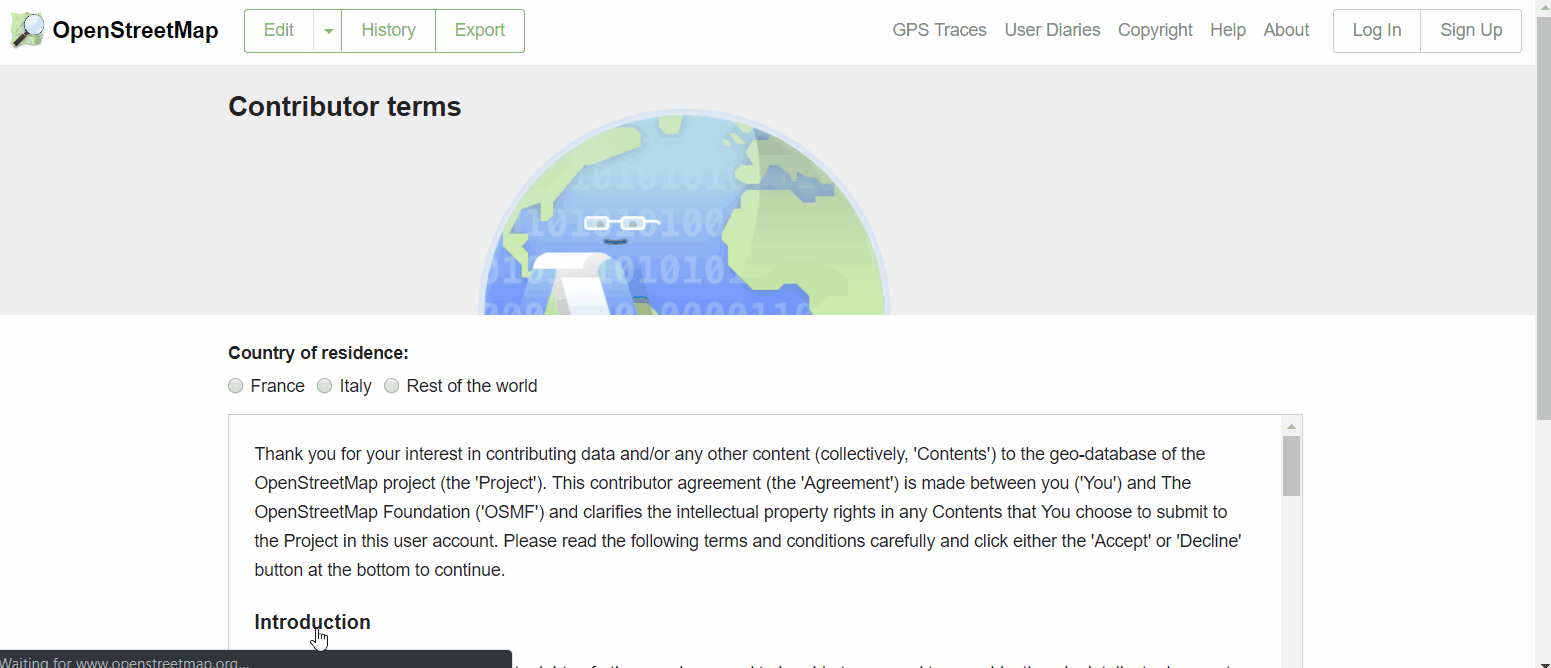 OpenStreetMap Edit History Export GPS Traces User Diaries Copyright Help About Log In Sign Up
Contributor terms
Country of residence:
France Italy Rest of the world
Thank you for your interest in contributing data and/or any other content (collectively, 'Contents') to the geo-database of the
OpenStreetMap project (the 'Project'). This contributor agreement (the 'Agreement') is made between you ('You') and The
OpenStreetMap Foundation ('OSMF') and clarifies the intellectual property rights in any Contents that You choose to submit to
the Project in this user account. Please read the following terms and conditions carefully and click either the 'Accept' or 'Decline'
button at the bottom to continue.
Introduction
Waiting for www.openstreetmap.org...